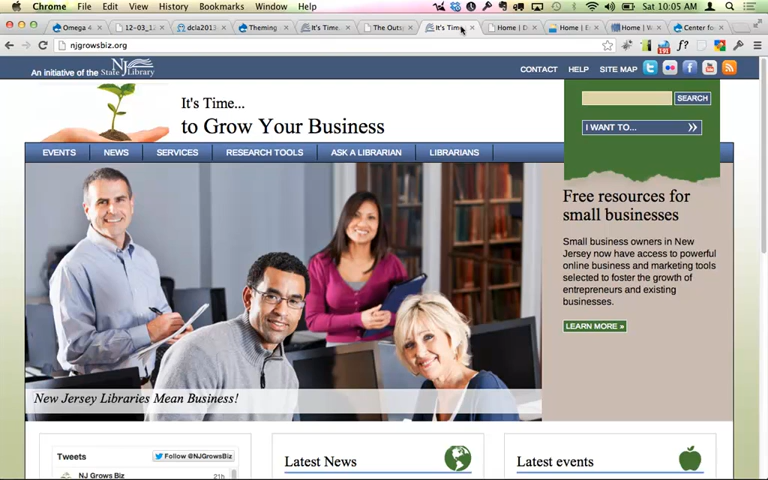 Chrome File Edit View History Bookmarks Window Help
Sat 10:05 AM
Omega 4.
12-03_12
dcla2013
Theming
It's Time.
The Outs
It's Time
Home | D
Home | E
Home | W
Center fo
njgrowsbiz.org
An initiative of the NJ State Library
CONTACT HELP SITE MAP
It's Time...
to Grow Your Business
SEARCH
I WANT TO... »
EVENTS NEWS SERVICES RESEARCH TOOLS ASK A LIBRARIAN LIBRARIANS
Free resources for
small businesses
Small business owners in New
Jersey now have access to powerful
online business and marketing tools
selected to foster the growth of
entrepreneurs and existing
businesses.
LEARN MORE »
New Jersey Libraries Mean Business!
Tweets
Follow @NJGrowsBiz
NJ Grows Biz
21h
Latest News
Latest events